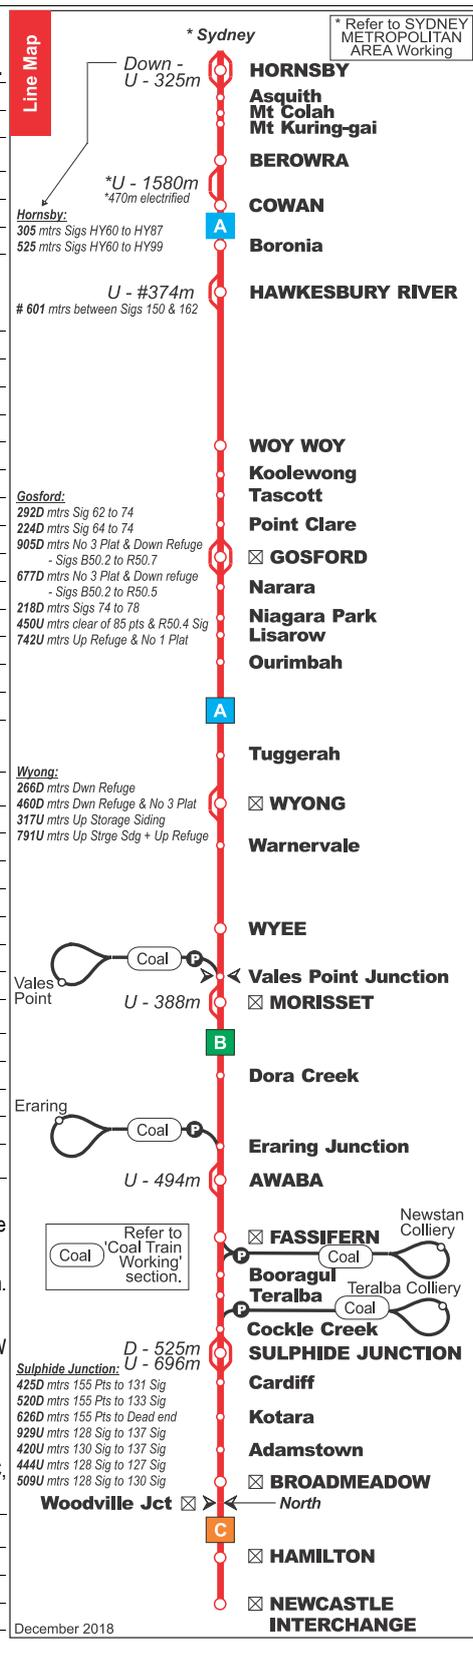 Line Map
* Sydney
* Refer to SYDNEY
METROPOLITAN
AREA Working
Down -
U - 325m
HORNSBY
Asquith
Mt Colah
Mt Kuring-gai
BEROWRA
*U - 1580m
*470m electrified
COWAN
Hornsby:
305 mtrs Sigs HY60 to HY87
525 mtrs Sigs HY60 to HY99
A
Boronia
U - #374m
HAWKESBURY RIVER
# 601 mtrs between Sigs 150 & 162
WOY WOY
Koolewong
Tascott
Point Clare
Gosford:
292D mtrs Sig 62 to 74
224D mtrs Sig 64 to 74
905D mtrs No 3 Plat & Down Refuge
- Sigs B50.2 to R50.7
677D mtrs No 3 Plat & Down refuge
- Sigs B50.2 to R50.5
218D mtrs Sigs 74 to 78
450U mtrs clear of 85 pts & R50.4 Sig
742U mtrs Up Refuge & No 1 Plat
☒ GOSFORD
Narara
Niagara Park
Lisarow
Ourimbah
A
Tuggerah
Wyong:
266D mtrs Dwn Refuge
460D mtrs Dwn Refuge & No 3 Plat
317U mtrs Up Storage Siding
791U mtrs Up Strge Sdg + Up Refuge
☒ WYONG
Warnervale
WYEE
Coal
P
Vales
Point
Vales Point Junction
U - 388m
☒ MORISSET
B
Dora Creek
Eraring
Coal
P
Eraring Junction
U - 494m
AWABA
Refer to
Coal
'Coal Train
Working'
section.
☒ FASSIFERN
Newstan
Colliery
P
Coal
Booragul
Teralba
Teralba Colliery
P
Coal
Cockle Creek
D - 525m
U - 696m
SULPHIDE JUNCTION
Sulphide Junction:
425D mtrs 155 Pts to 131 Sig
520D mtrs 155 Pts to 133 Sig
626D mtrs 155 Pts to Dead end
929U mtrs 128 Sig to 137 Sig
420U mtrs 130 Sig to 137 Sig
444U mtrs 128 Sig to 127 Sig
509U mtrs 128 Sig to 130 Sig
Cardiff
Kotara
Adamstown
☒ BROADMEADOW
Woodville Jct ☒
North
C
☒ HAMILTON
☒ NEWCASTLE
INTERCHANGE
December 2018